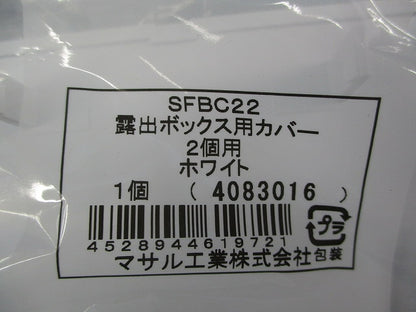 SFBC22
露出ボックス用カバー
2個用
ホワイト
1個 (4083016)
4528944619721
プラ
マサル工業株式会社包装